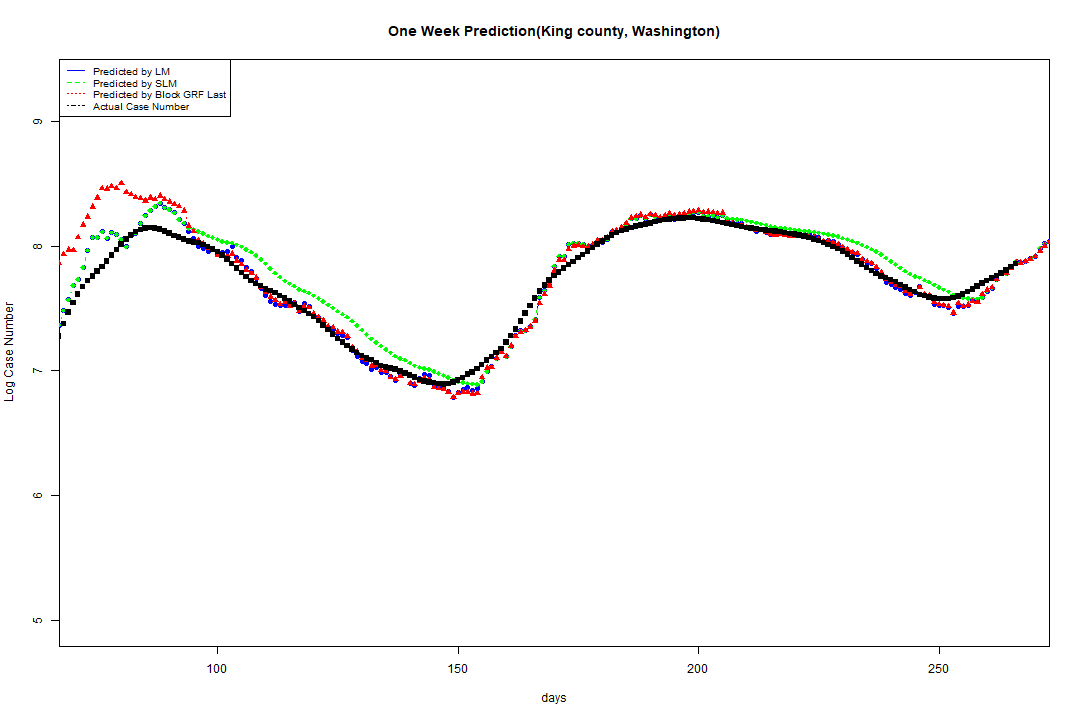 One Week Prediction(King county, Washington)
Predicted by LM
Predicted by SLM
Predicted by Block GRF Last
Actual Case Number
9
8
7
6
5
Log Case Number
100 150 200 250
days